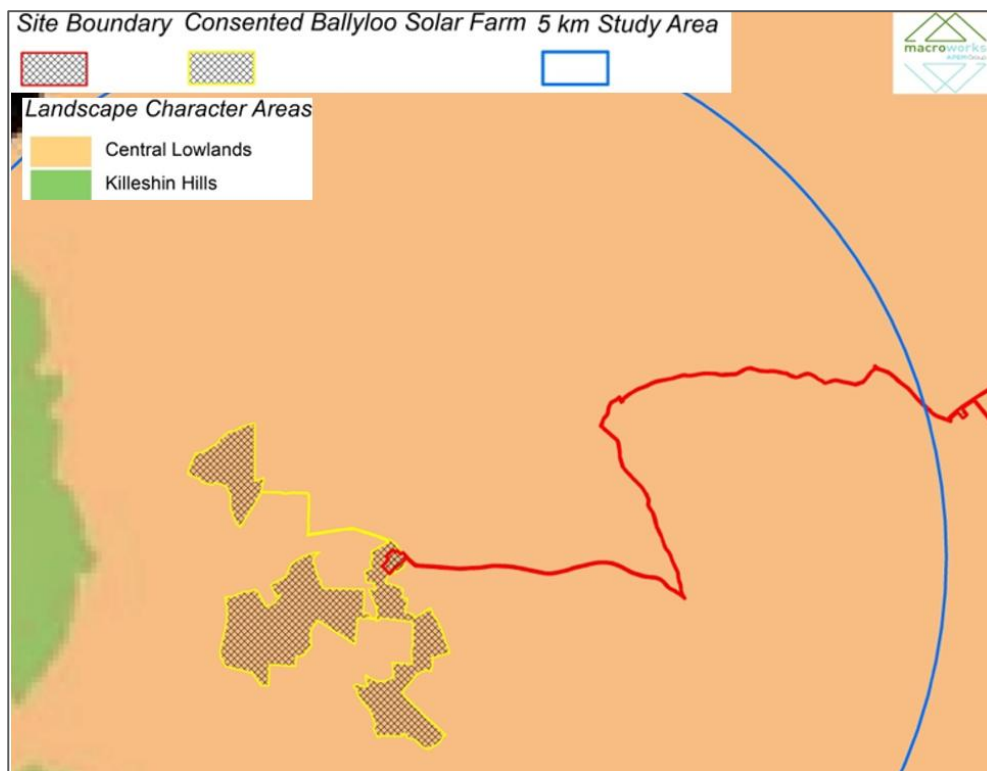 Site Boundary Consented Ballyloo Solar Farm 5 km Study Area
macroworks
Landscape Character Areas
Central Lowlands
Killeshin Hills